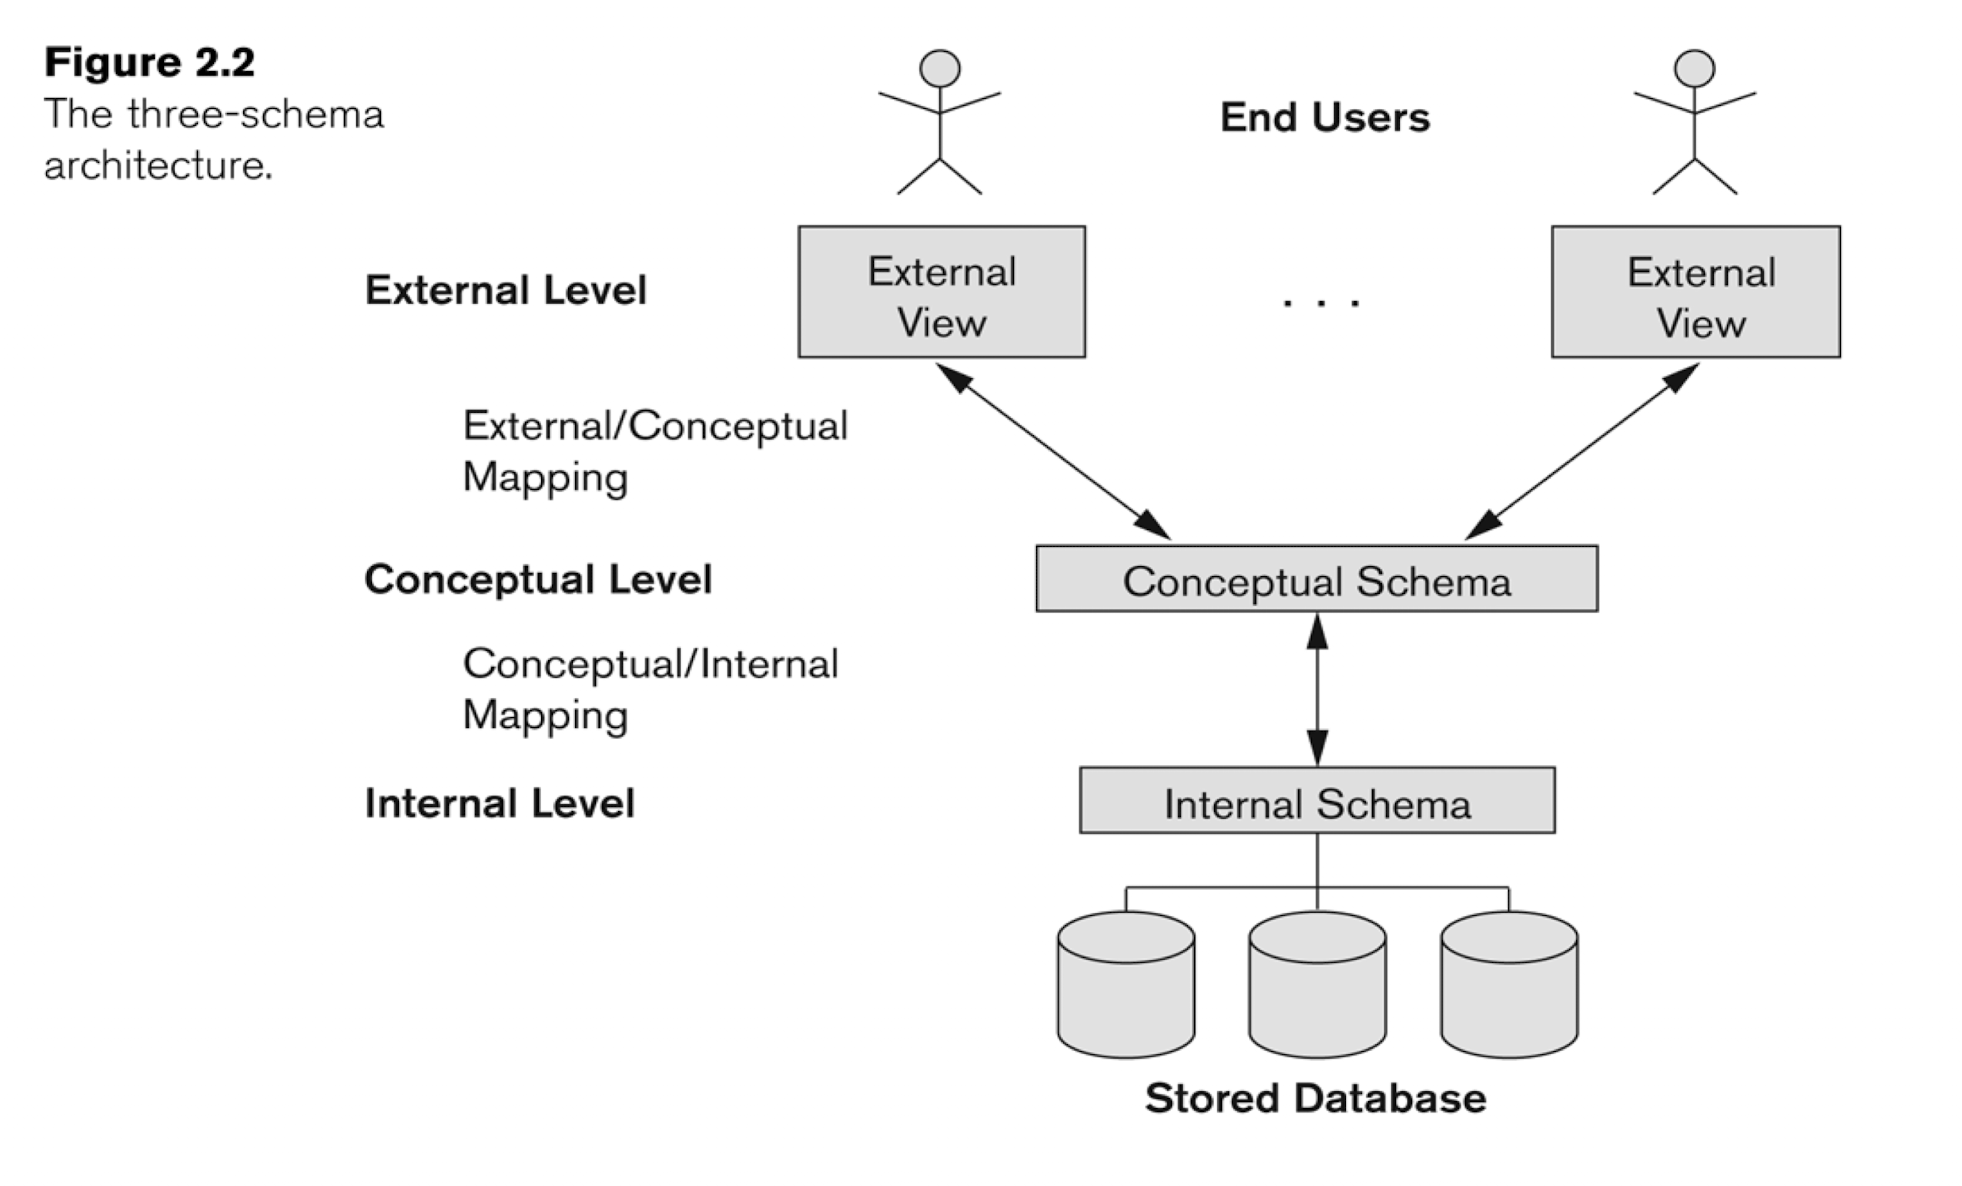 Figure 2.2
The three-schema
architecture.
End Users
External Level
External
View
. . .
External
View
External/Conceptual
Mapping
Conceptual Level
Conceptual Schema
Conceptual/Internal
Mapping
Internal Level
Internal Schema
Stored Database